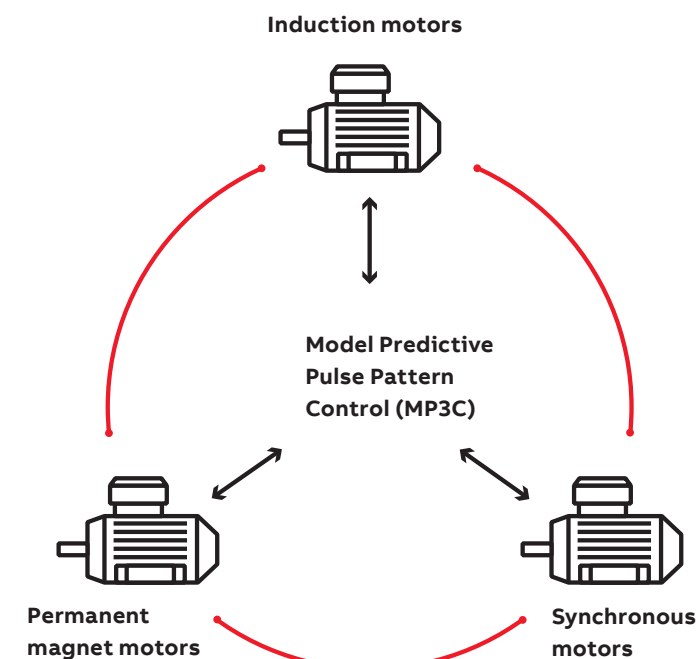 Induction motors
Model Predictive
Pulse Pattern
Control (MP3C)
Permanent
magnet motors
Synchronous
motors